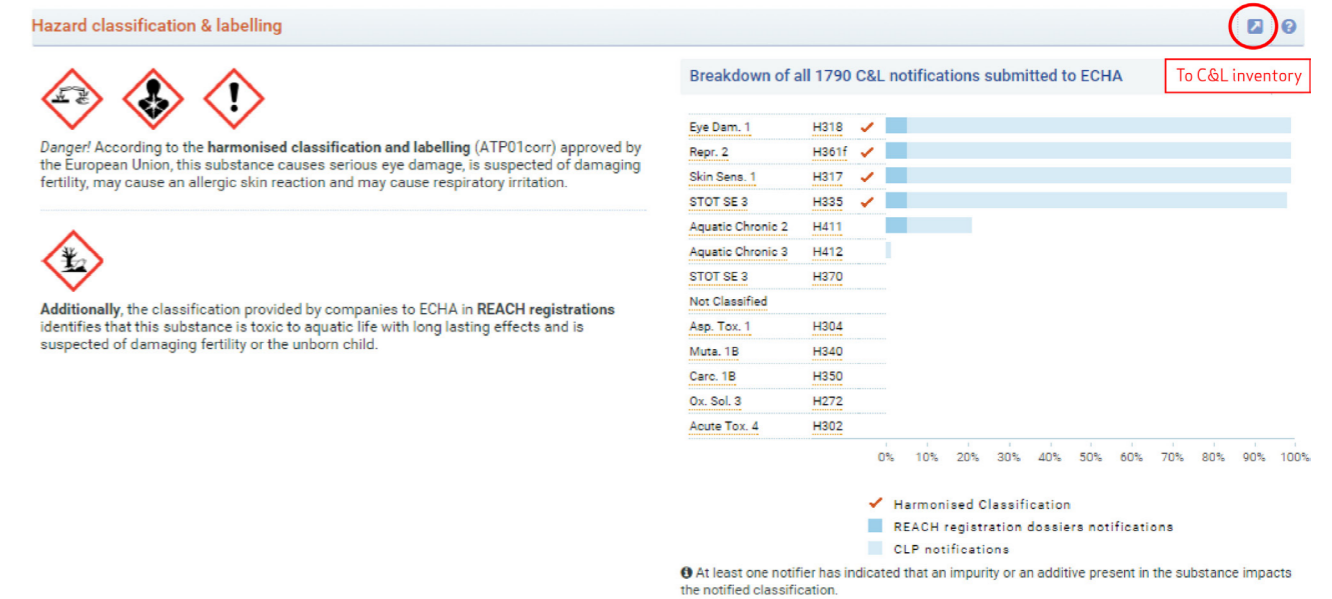 Hazard classification & labelling
To C&L inventory
Danger! According to the harmonised classification and labelling (ATP01corr) approved by
the European Union, this substance causes serious eye damage, is suspected of damaging
fertility, may cause an allergic skin reaction and may cause respiratory irritation.
Additionally, the classification provided by companies to ECHA in REACH registrations
identifies that this substance is toxic to aquatic life with long lasting effects and is
suspected of damaging fertility or the unborn child.
Breakdown of all 1790 C&L notifications submitted to ECHA
Eye Dam. 1 H318
Repr. 2 H361f
Skin Sens. 1 H317
STOT SE 3 H335
Aquatic Chronic 2 H411
Aquatic Chronic 3 H412
STOT SE 3 H370
Not Classified
Asp. Tox. 1 H304
Muta. 1B H340
Carc. 1B H350
Ox. Sol. 3 H272
Acute Tox. 4 H302
0% 10% 20% 30% 40% 50% 60% 70% 80% 90% 100%
Harmonised Classification
REACH registration dossiers notifications
CLP notifications
At least one notifier has indicated that an impurity or an additive present in the substance impacts
the notified classification.